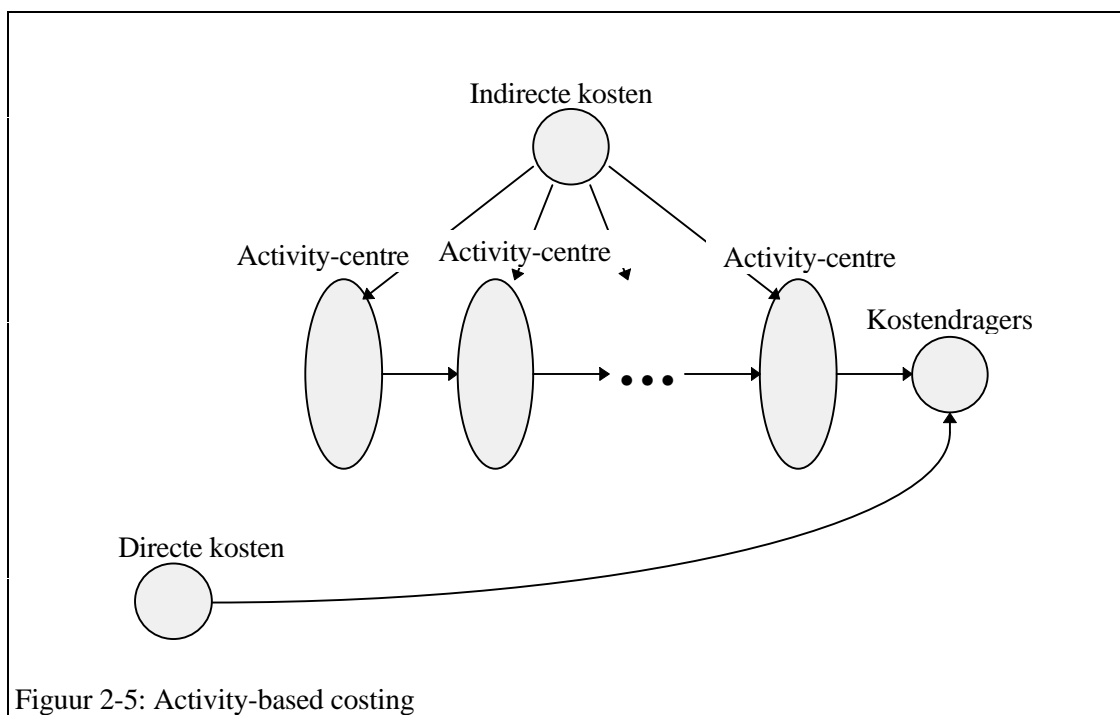 Indirecte kosten
Activity-centre
Activity-centre
Activity-centre
Kostendragers
...
Directe kosten
Figuur 2-5: Activity-based costing